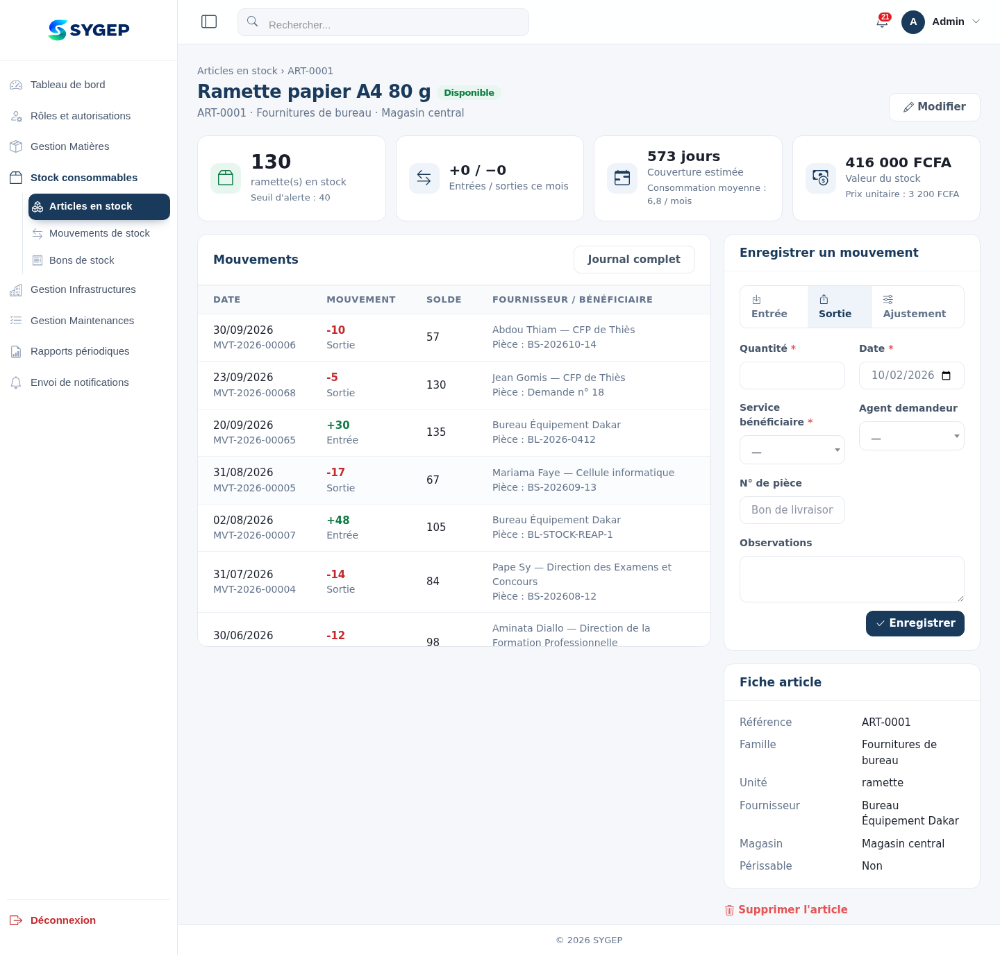 SYGEP
Rechercher...
21
A
Admin
Tableau de bord
Rôles et autorisations
Gestion Matières
Stock consommables
Articles en stock
Mouvements de stock
Bons de stock
Gestion Infrastructures
Gestion Maintenances
Rapports périodiques
Envoi de notifications
Déconnexion
Articles en stock › ART-0001
Ramette papier A4 80 g Disponible
ART-0001 · Fournitures de bureau · Magasin central
Modifier
130
ramette(s) en stock
Seuil d'alerte : 40
+0 / −0
Entrées / sorties ce mois
573 jours
Couverture estimée
Consommation moyenne :
6,8 / mois
416 000 FCFA
Valeur du stock
Prix unitaire : 3 200 FCFA
Mouvements
Journal complet
DATE MOUVEMENT SOLDE FOURNISSEUR / BÉNÉFICIAIRE
30/09/2026 -10 57 Abdou Thiam — CFP de Thiès
MVT-2026-00006 Sortie Pièce : BS-202610-14
23/09/2026 -5 130 Jean Gomis — CFP de Thiès
MVT-2026-00068 Sortie Pièce : Demande n° 18
20/09/2026 +30 135 Bureau Équipement Dakar
MVT-2026-00065 Entrée Pièce : BL-2026-0412
31/08/2026 -17 67 Mariama Faye — Cellule informatique
MVT-2026-00005 Sortie Pièce : BS-202609-13
02/08/2026 +48 105 Bureau Équipement Dakar
MVT-2026-00007 Entrée Pièce : BL-STOCK-REAP-1
31/07/2026 -14 84 Pape Sy — Direction des Examens et
Concours
MVT-2026-00004 Sortie Pièce : BS-202608-12
30/06/2026 -12 98 Aminata Diallo — Direction de la
Formation Professionnelle
Enregistrer un mouvement
Entrée
Sortie
Ajustement
Quantité *
Date *
10/02/2026
Service
bénéficiaire *
—
Agent demandeur
—
N° de pièce
Bon de livraison
Observations
Enregistrer
Fiche article
Référence ART-0001
Famille Fournitures de
bureau
Unité ramette
Fournisseur Bureau
Équipement Dakar
Magasin Magasin central
Périssable Non
Supprimer l'article
© 2026 SYGEP